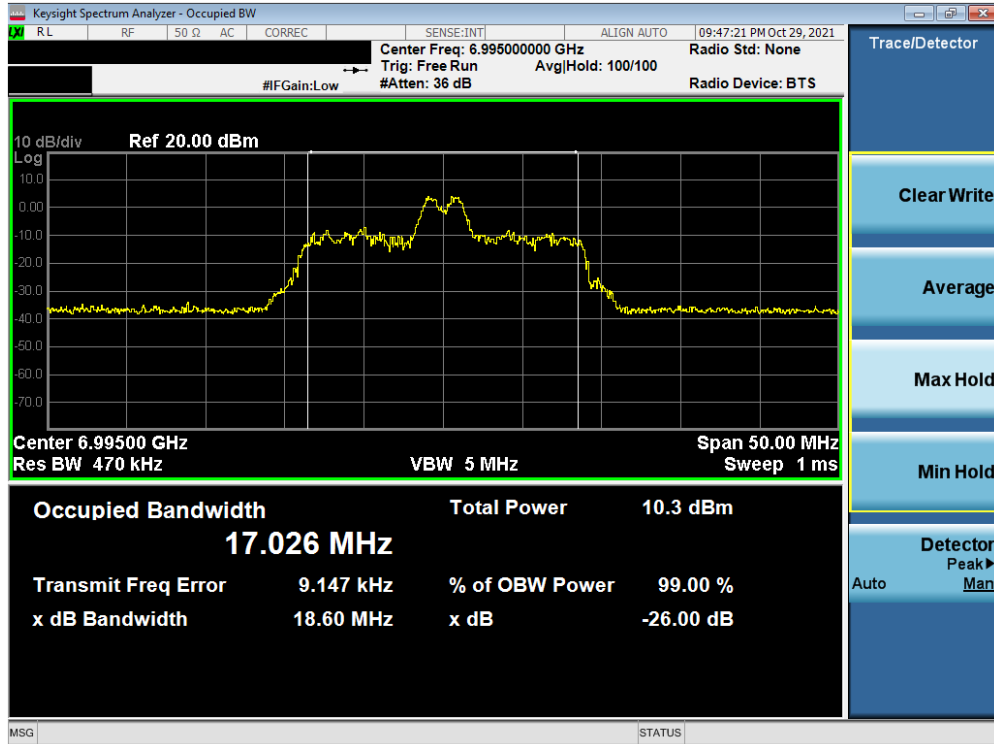 Keysight Spectrum Analyzer - Occupied BW
LXI RL RF 50 Ω AC CORREC SENSE:INT ALIGN AUTO 09:47:21 PM Oct 29, 2021
Center Freq: 6.995000000 GHz Radio Std: None
Trig: Free Run Avg|Hold: 100/100
#IFGain:Low #Atten: 36 dB Radio Device: BTS
10 dB/div Ref 20.00 dBm
Log
10.0
0.00
-10.0
-20.0
-30.0
-40.0
-50.0
-60.0
-70.0
Center 6.99500 GHz Span 50.00 MHz
Res BW 470 kHz VBW 5 MHz Sweep 1 ms
Occupied Bandwidth Total Power 10.3 dBm
17.026 MHz
Transmit Freq Error 9.147 kHz % of OBW Power 99.00 %
x dB Bandwidth 18.60 MHz x dB -26.00 dB
MSG STATUS
Trace/Detector
Clear Write
Average
Max Hold
Min Hold
Detector
Peak▶
Auto Man